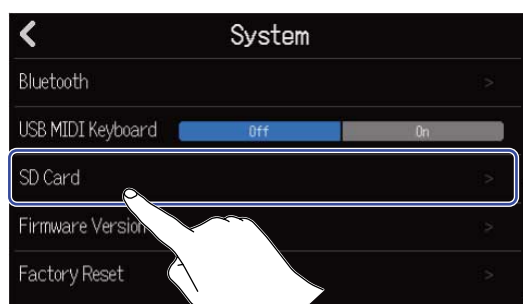 System
Bluetooth
USB MIDI Keyboard Off On
SD Card
Firmware Version
Factory Reset